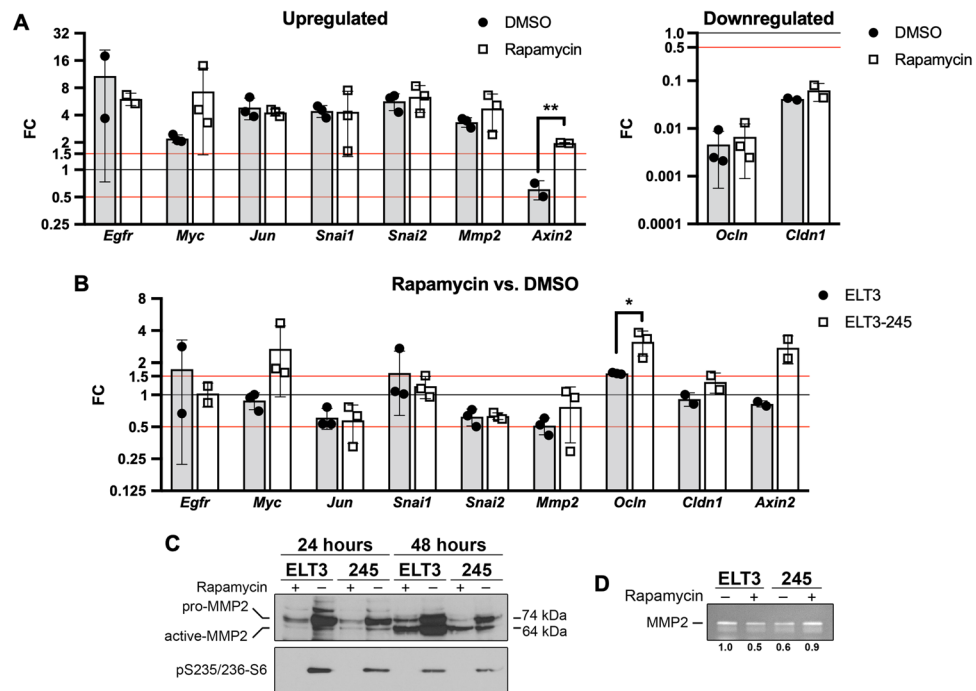 A
Upregulated
DMSO
Rapamycin
FC
32
16
8
4
2
1.5
1
0.5
0.25
**
Egfr Myc Jun Snai1 Snai2 Mmp2 Axin2
Downregulated
DMSO
Rapamycin
FC
1.0
0.5
0.1
0.01
0.001
0.0001
Ocln Cldn1
B
Rapamycin vs. DMSO
ELT3
ELT3-245
FC
8
4
2
1.5
1
0.5
0.25
0.125
*
Egfr Myc Jun Snai1 Snai2 Mmp2 Ocln Cldn1 Axin2
C
24 hours 48 hours
ELT3 245 ELT3 245
Rapamycin + – + – + – + –
pro-MMP2
active-MMP2
74 kDa
64 kDa
pS235/236-S6
D
ELT3 245
Rapamycin – + – +
MMP2
1.0 0.5 0.6 0.9